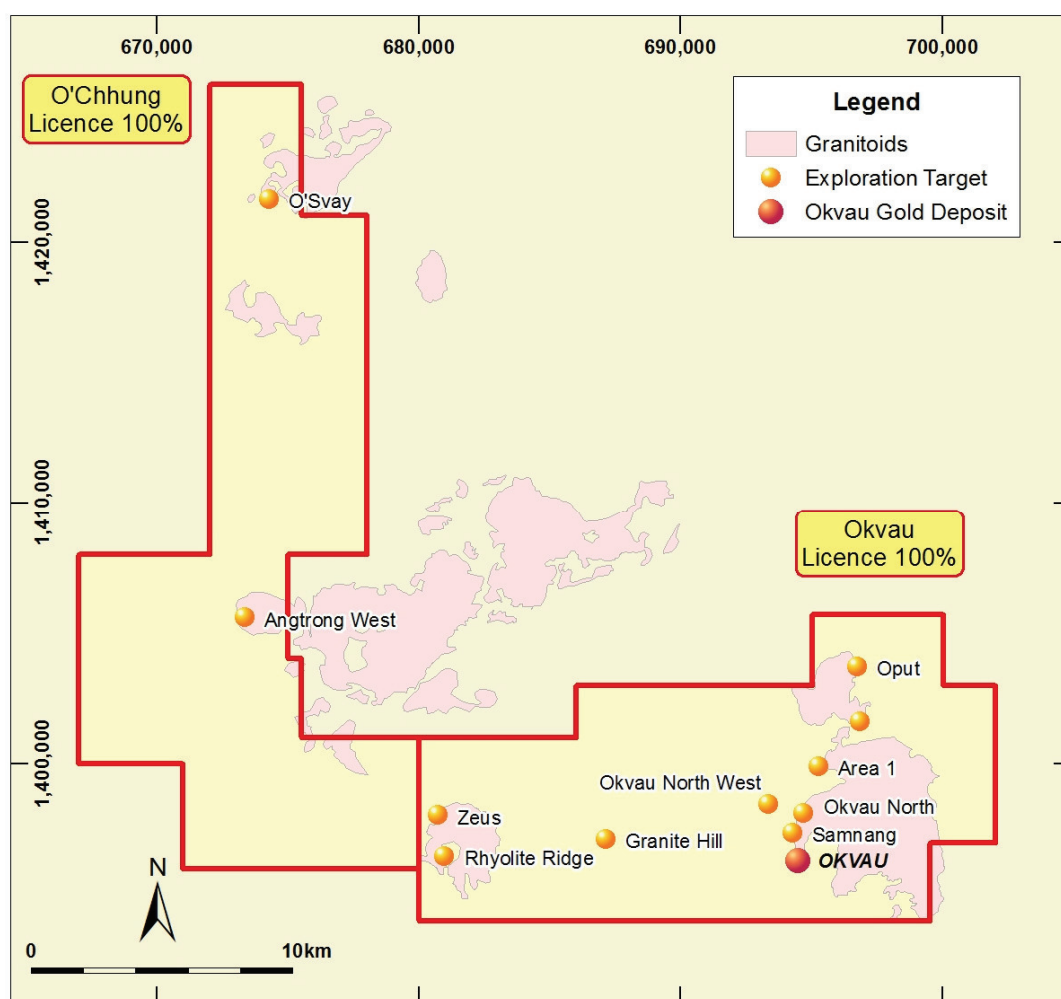 670,000
680,000
690,000
700,000
O'Chhung
Licence 100%
Legend
Granitoids
Exploration Target
Okvau Gold Deposit
O'Svay
1,420,000
1,410,000
Okvau
Licence 100%
Angtrong West
Oput
1,400,000
Area 1
Okvau North West
Okvau North
Zeus
Samnang
Granite Hill
Rhyolite Ridge
OKVAU
N
0
10km